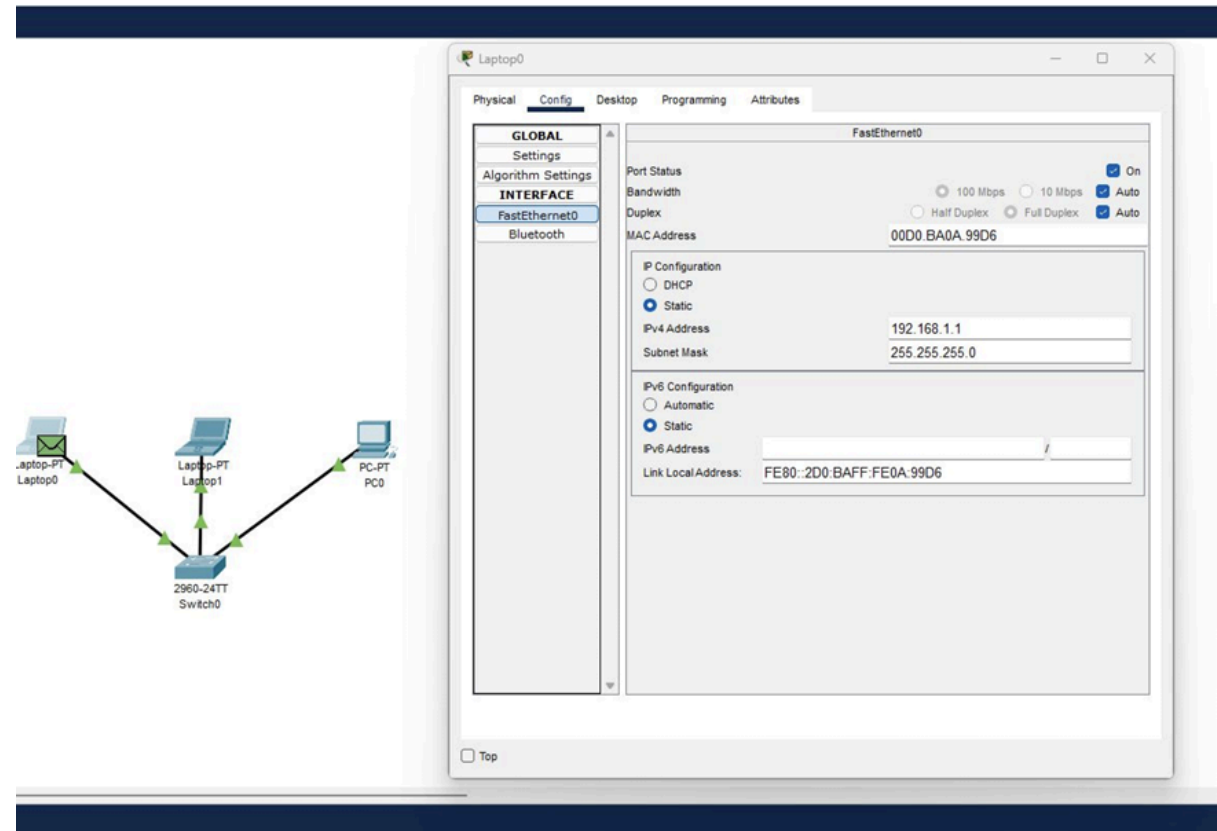 Laptop0
Physical Config Desktop Programming Attributes
GLOBAL
Settings
Algorithm Settings
INTERFACE
FastEthernet0
Bluetooth
FastEthernet0
Port Status On
Bandwidth 100 Mbps 10 Mbps Auto
Duplex Half Duplex Full Duplex Auto
MAC Address 00D0.BA0A.99D6
IP Configuration
DHCP
Static
IPv4 Address 192.168.1.1
Subnet Mask 255.255.255.0
IPv6 Configuration
Automatic
Static
IPv6 Address /
Link Local Address: FE80::2D0:BAFF:FE0A:99D6
Top
Laptop-PT
Laptop0
Laptop-PT
Laptop1
PC-PT
PC0
2960-24TT
Switch0